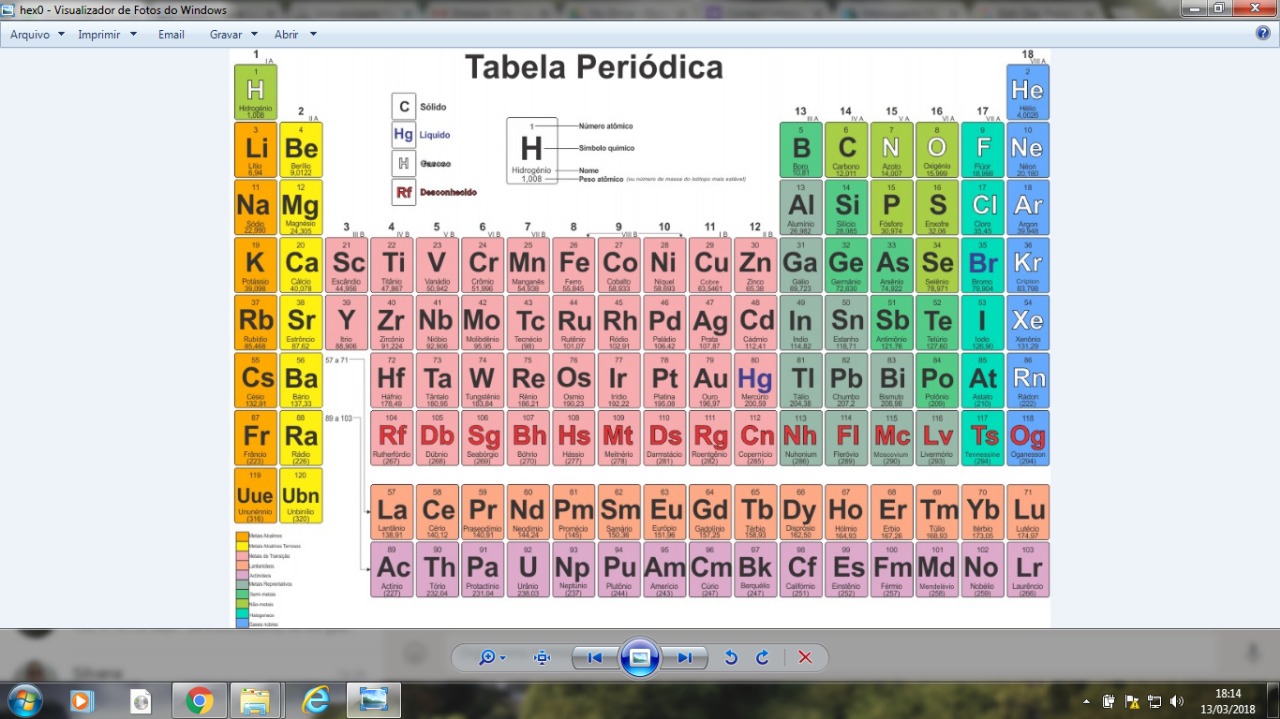 hex0 - Visualizador de Fotos do Windows
Arquivo Imprimir Email Gravar Abrir
Tabela Periódica
1 18
I A VIII A
1 2
H He
Hidrogénio Hélio
1,008 4,0026
2 13 14 15 16 17
II A III A IV A V A VI A VII A
C Sólido
Hg Líquido
H
Rf Desconhecido
1 Número atômico
H Símbolo químico
Hidrogénio Nome
1,008 Peso atômico (ou número de massa do isótopo mais estável)
3 4 5 6 7 8 9 10
Li Be B C N O F Ne
Lítio Berílio Boro Carbono Azoto Oxigénio Flúor Néon
6,94 9,0122 10,81 12,011 14,007 15,999 18,998 20,180
11 12 13 14 15 16 17 18
Na Mg Al Si P S Cl Ar
Sódio Magnésio Alumínio Silício Fósforo Enxofre Cloro Argon
22,990 24,305 26,982 28,085 30,974 32,06 35,45 39,948
3 4 5 6 7 8 9 10 11 12
III B IV B V B VI B VII B VIII B I B II B
19 20 21 22 23 24 25 26 27 28 29 30 31 32 33 34 35 36
K Ca Sc Ti V Cr Mn Fe Co Ni Cu Zn Ga Ge As Se Br Kr
Potássio Cálcio Escândio Titânio Vanádio Crômio Manganês Ferro Cobalto Níquel Cobre Zinco Gálio Germânio Arsênio Selênio Bromo
39,098 40,078 44,956 47,867 50,942 51,996 54,938 55,845 58,933 58,693 63,5461 65,38 69,723 72,630 74,922 78,971 79,904 83,798
37 38 39 40 41 42 43 44 45 46 47 48 49 50 51 52 53 54
Rb Sr Y Zr Nb Mo Tc Ru Rh Pd Ag Cd In Sn Sb Te I Xe
Rubídio Estrôncio Ítrio Zircônio Nióbio Molibdênio Tecnécio Rutênio Ródio Paládio Prata Cádmio Índio Estanho Antimônio Telúrio Iodo Xenônio
85,468 87,62 88,906 91,224 92,906 95,95 (98) 101,07 102,91 106,42 107,87 112,41 114,82 118,71 121,76 127,60 126,90 131,29
55 56 57 a 71 72 73 74 75 76 77 78 79 80 81 82 83 84 85 86
Cs Ba Hf Ta W Re Os Ir Pt Au Hg Tl Pb Bi Po At Rn
Césio Bário Háfnio Tântalo Tungstênio Rênio Ósmio Irídio Platina Ouro Mercúrio Tálio Chumbo Bismuto Polônio Astato Rádon
132,91 137,33 178,49 180,95 183,84 186,21 190,23 192,22 195,08 196,97 200,59 204,38 207,2 208,98 (209) (210) (222)
87 88 89 a 103 104 105 106 107 108 109 110 111 112 113 114 115 116 117 118
Fr Ra Rf Db Sg Bh Hs Mt Ds Rg Cn Nh Fl Mc Lv Ts Og
Frâncio Rádio Rutherfórdio Dúbnio Seabórgio Bóhrio Hássio Meitnério Darmstácio Roentgênio Copernício Nuhonium Fleróvio Moscovium Livermório Tennessine Oganesson
(223) (226) (267) (268) (269) (270) (277) (278) (281) (282) (285) (286) (289) (290) (293) (294) (294)
119 120
Uue Ubn
Ununénnio Unbinílio
(316) (320)
57 58 59 60 61 62 63 64 65 66 67 68 69 70 71
La Ce Pr Nd Pm Sm Eu Gd Tb Dy Ho Er Tm Yb Lu
Lantânio Cério Praseodímio Neodímio Promécio Samário Európio Gadolínio Térbio Disprósio Hólmio Érbio Túlio Itérbio Lutécio
138,91 140,12 140,91 144,24 (145) 150,36 151,96 157,25 158,93 162,50 164,93 167,26 168,93 173,05 174,97
89 90 91 92 93 94 95 96 97 98 99 100 101 102 103
Ac Th Pa U Np Pu Am Cm Bk Cf Es Fm Md No Lr
Actínio Tório Protactínio Urânio Neptúnio Plutônio Amerício Cúrio Berquélio Califórnio Einstênio Férmio Mendelévio Nobélio Laurêncio
(227) 232,04 231,04 238,03 (237) (244) (243) (247) (247) (251) (252) (257) (258) (259) (266)
Metais Alcalinos
Metais Alcalinos Terrosos
Metais de Transição
Lantanídeos
Actinídeos
Metais Representativos
Semi-metais
Não-metais
Halogéneos
Gases nobres
18:14
13/03/2018